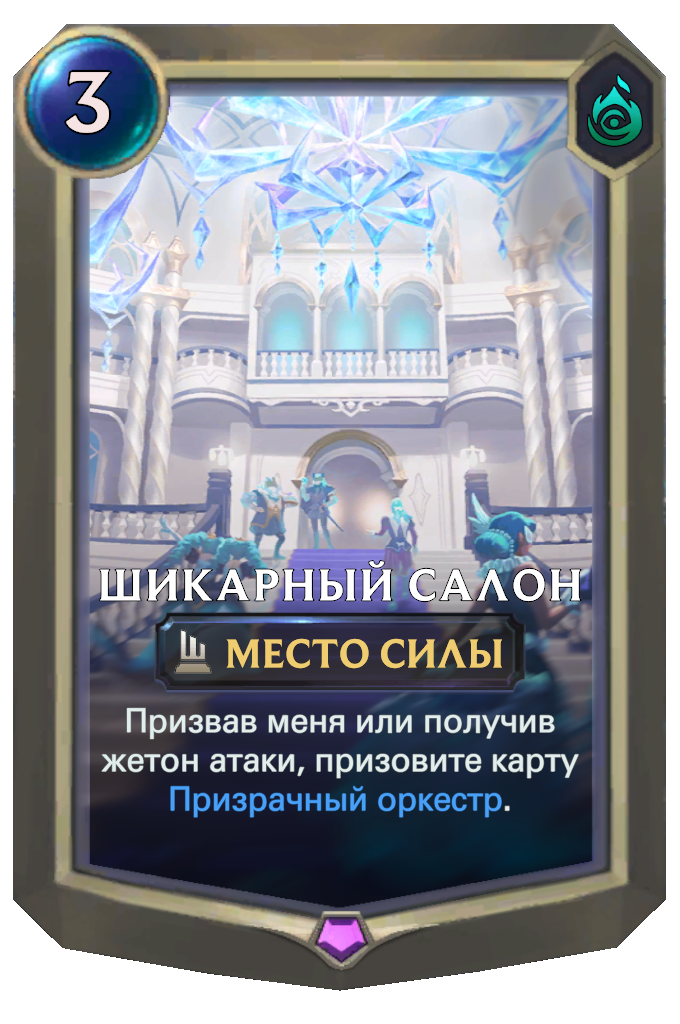 3
ШИКАРНЫЙ САЛОН
МЕСТО СИЛЫ
Призвав меня или получив
жетон атаки, призовите карту
Призрачный оркестр.